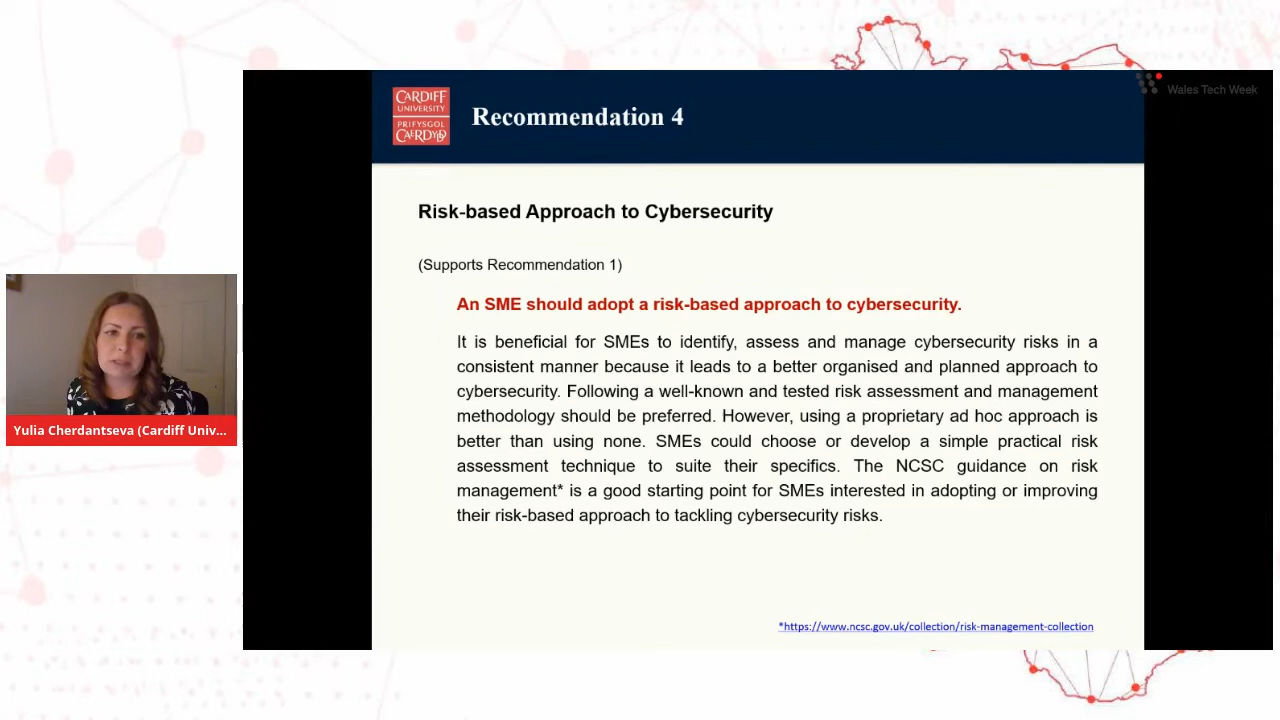 CARDIFF
UNIVERSITY
PRIFYSGOL
CAERDYDD
Recommendation 4
Wales Tech Week
Risk-based Approach to Cybersecurity
(Supports Recommendation 1)
An SME should adopt a risk-based approach to cybersecurity.
It is beneficial for SMEs to identify, assess and manage cybersecurity risks in a
consistent manner because it leads to a better organised and planned approach to
cybersecurity. Following a well-known and tested risk assessment and management
methodology should be preferred. However, using a proprietary ad hoc approach is
better than using none. SMEs could choose or develop a simple practical risk
assessment technique to suite their specifics. The NCSC guidance on risk
management* is a good starting point for SMEs interested in adopting or improving
their risk-based approach to tackling cybersecurity risks.
Yulia Cherdantseva (Cardiff Univ...
*https://www.ncsc.gov.uk/collection/risk-management-collection